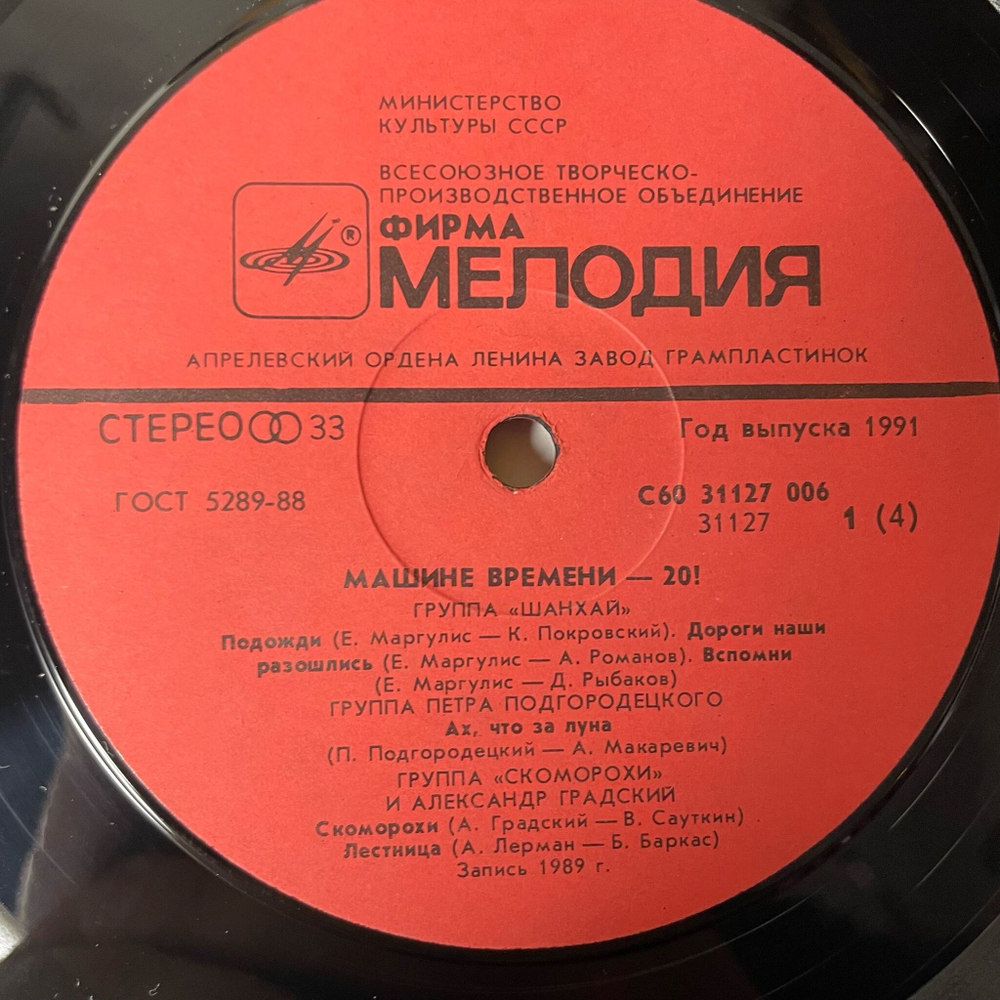 МИНИСТЕРСТВО
КУЛЬТУРЫ СССР
ВСЕСОЮЗНОЕ ТВОРЧЕСКО-
ПРОИЗВОДСТВЕННОЕ ОБЪЕДИНЕНИЕ
ФИРМА
®
МЕЛОДИЯ
АПРЕЛЕВСКИЙ ОРДЕНА ЛЕНИНА ЗАВОД ГРАМПЛАСТИНОК
СТЕРЕО 33
Год выпуска 1991
ГОСТ 5289-88
С60 31127 006
31127 1 (4)
МАШИНЕ ВРЕМЕНИ — 20!
ГРУППА «ШАНХАЙ»
Подожди (Е. Маргулис — К. Покровский). Дороги наши
разошлись (Е. Маргулис — А. Романов). Вспомни
(Е. Маргулис — Д. Рыбаков)
ГРУППА ПЕТРА ПОДГОРОДЕЦКОГО
Ах, что за луна
(П. Подгородецкий — А. Макаревич)
ГРУППА «СКОМОРОХИ»
И АЛЕКСАНДР ГРАДСКИЙ
Скоморохи (А. Градский — В. Сауткин)
Лестница (А. Лерман — Б. Баркас)
Запись 1989 г.